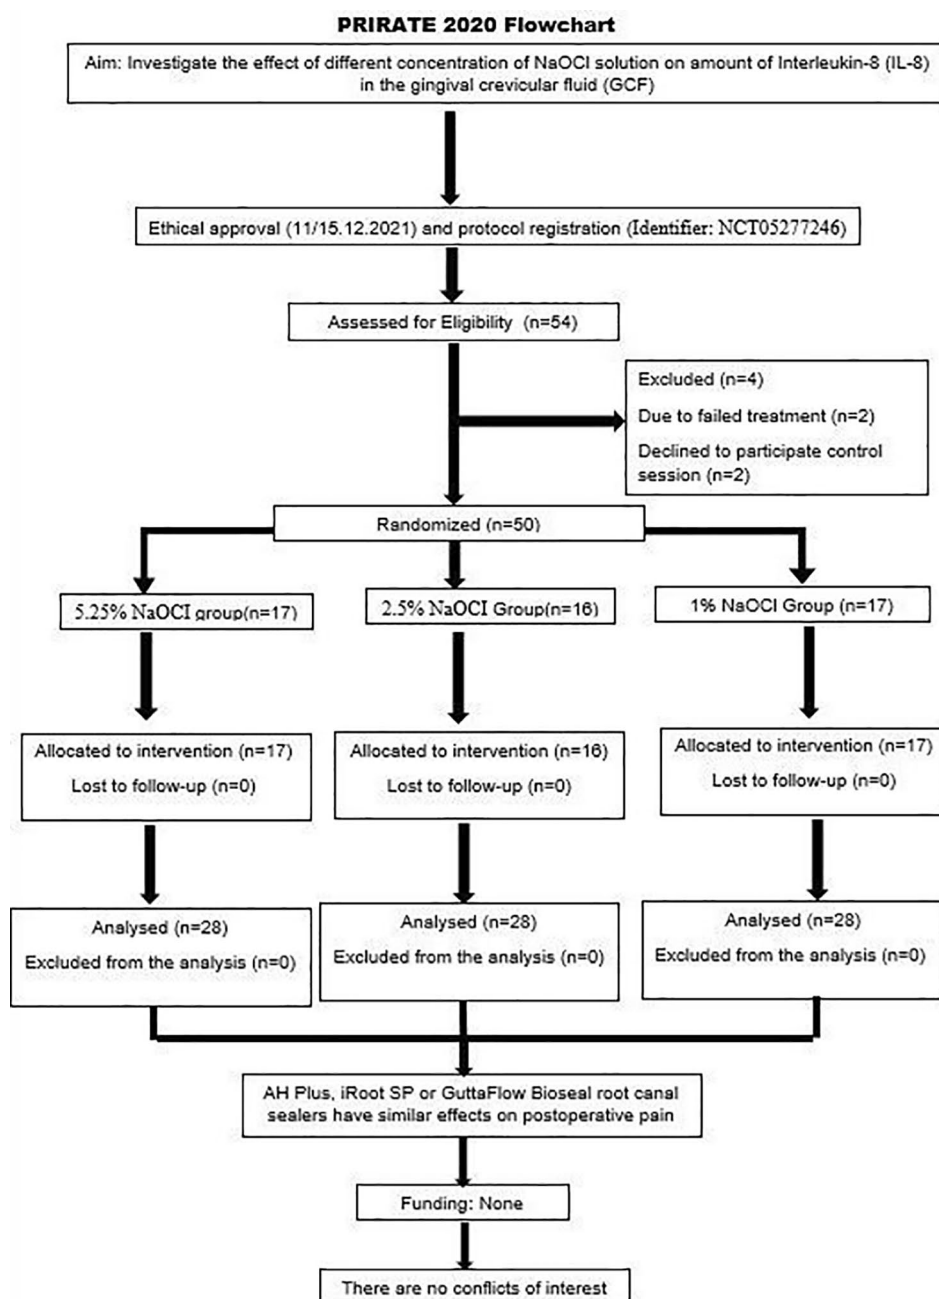 PRIRATE 2020 Flowchart
Aim: Investigate the effect of different concentration of NaOCI solution on amount of Interleukin-8 (IL-8)
in the gingival crevicular fluid (GCF)
Ethical approval (11/15.12.2021) and protocol registration (Identifier: NCT05277246)
Assessed for Eligibility (n=54)
Excluded (n=4)
Due to failed treatment (n=2)
Declined to participate control
session (n=2)
Randomized (n=50)
5.25% NaOCI group(n=17)
2.5% NaOCI Group(n=16)
1% NaOCI Group (n=17)
Allocated to intervention (n=17)
Lost to follow-up (n=0)
Allocated to intervention (n=16)
Lost to follow-up (n=0)
Allocated to intervention (n=17)
Lost to follow-up (n=0)
Analysed (n=28)
Excluded from the analysis (n=0)
Analysed (n=28)
Excluded from the analysis (n=0)
Analysed (n=28)
Excluded from the analysis (n=0)
AH Plus, iRoot SP or GuttaFlow Bioseal root canal
sealers have similar effects on postoperative pain
Funding: None
There are no conflicts of interest